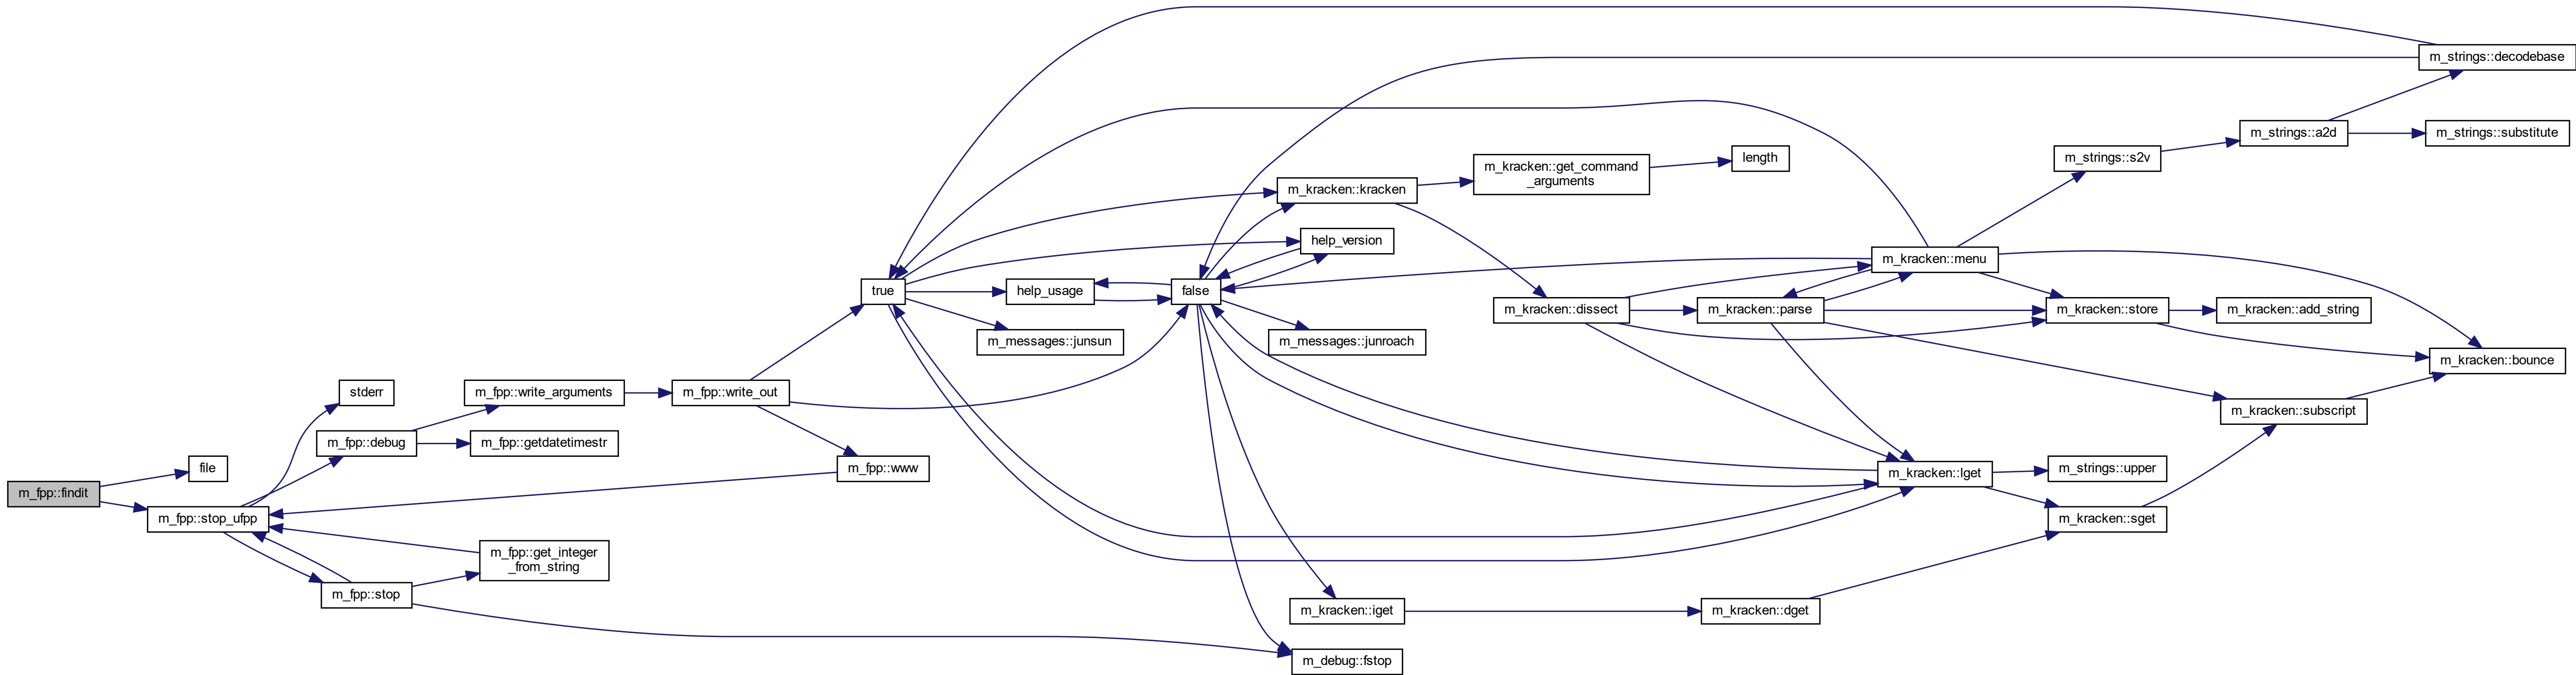 m_fpp::findit
file
m_fpp::stop_ufpp
stderr
m_fpp::debug
m_fpp::stop
m_fpp::write_arguments
m_fpp::getdatetimestr
m_fpp::get_integer
_from_string
m_fpp::write_out
true
m_fpp::www
help_usage
m_messages::junsun
false
m_kracken::kracken
help_version
m_messages::junroach
m_kracken::iget
m_debug::fstop
m_kracken::get_command
_arguments
m_kracken::dissect
length
m_kracken::parse
m_kracken::dget
m_kracken::menu
m_kracken::lget
m_strings::s2v
m_kracken::store
m_strings::upper
m_kracken::sget
m_strings::a2d
m_kracken::subscript
m_strings::decodebase
m_strings::substitute
m_kracken::add_string
m_kracken::bounce